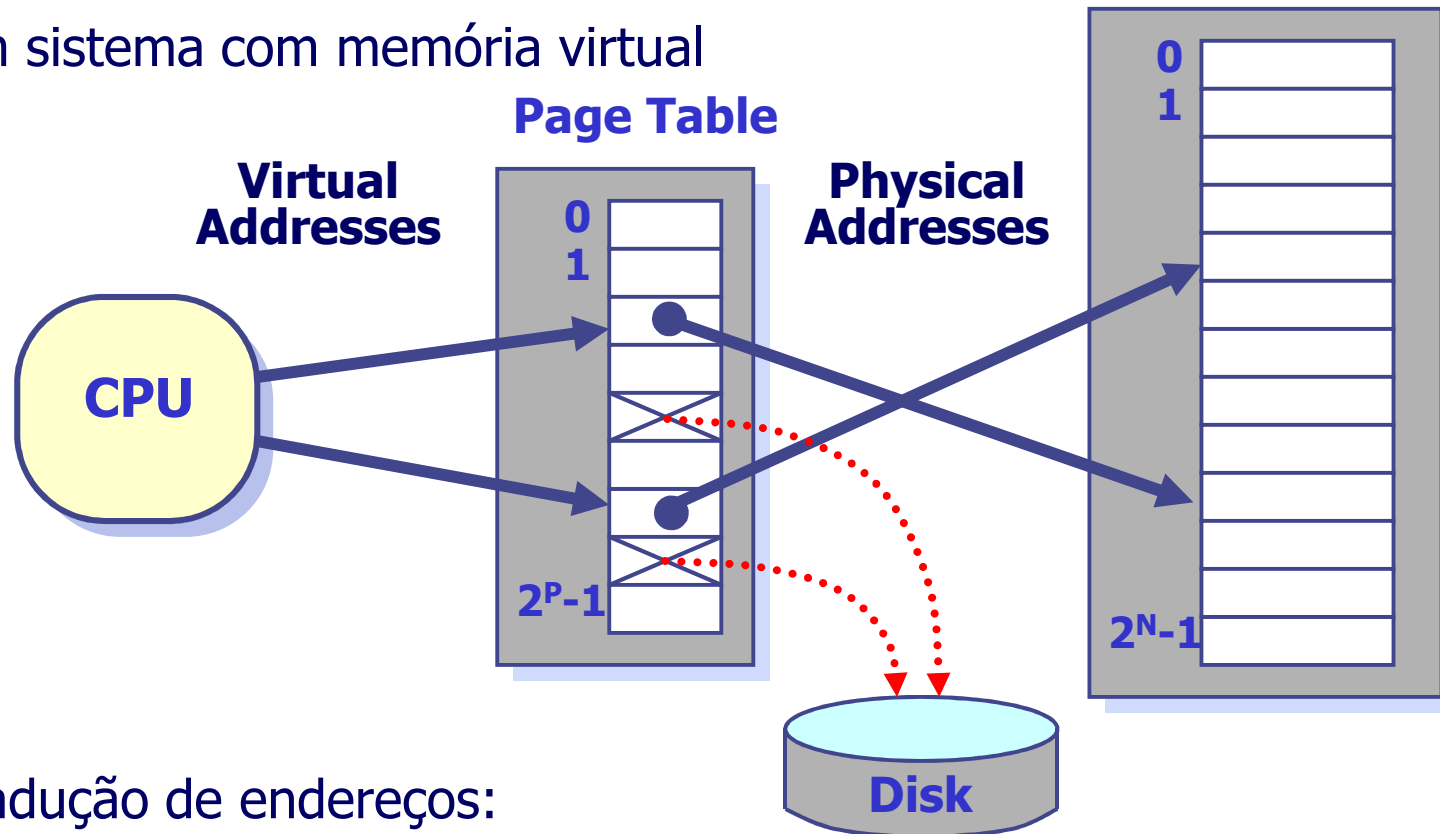 sistema com memória virtual
Page Table
Virtual
Addresses
Physical
Addresses
0
1
0
1
CPU
2ᴾ-1
2ᴺ-1
Disk
de endereços: